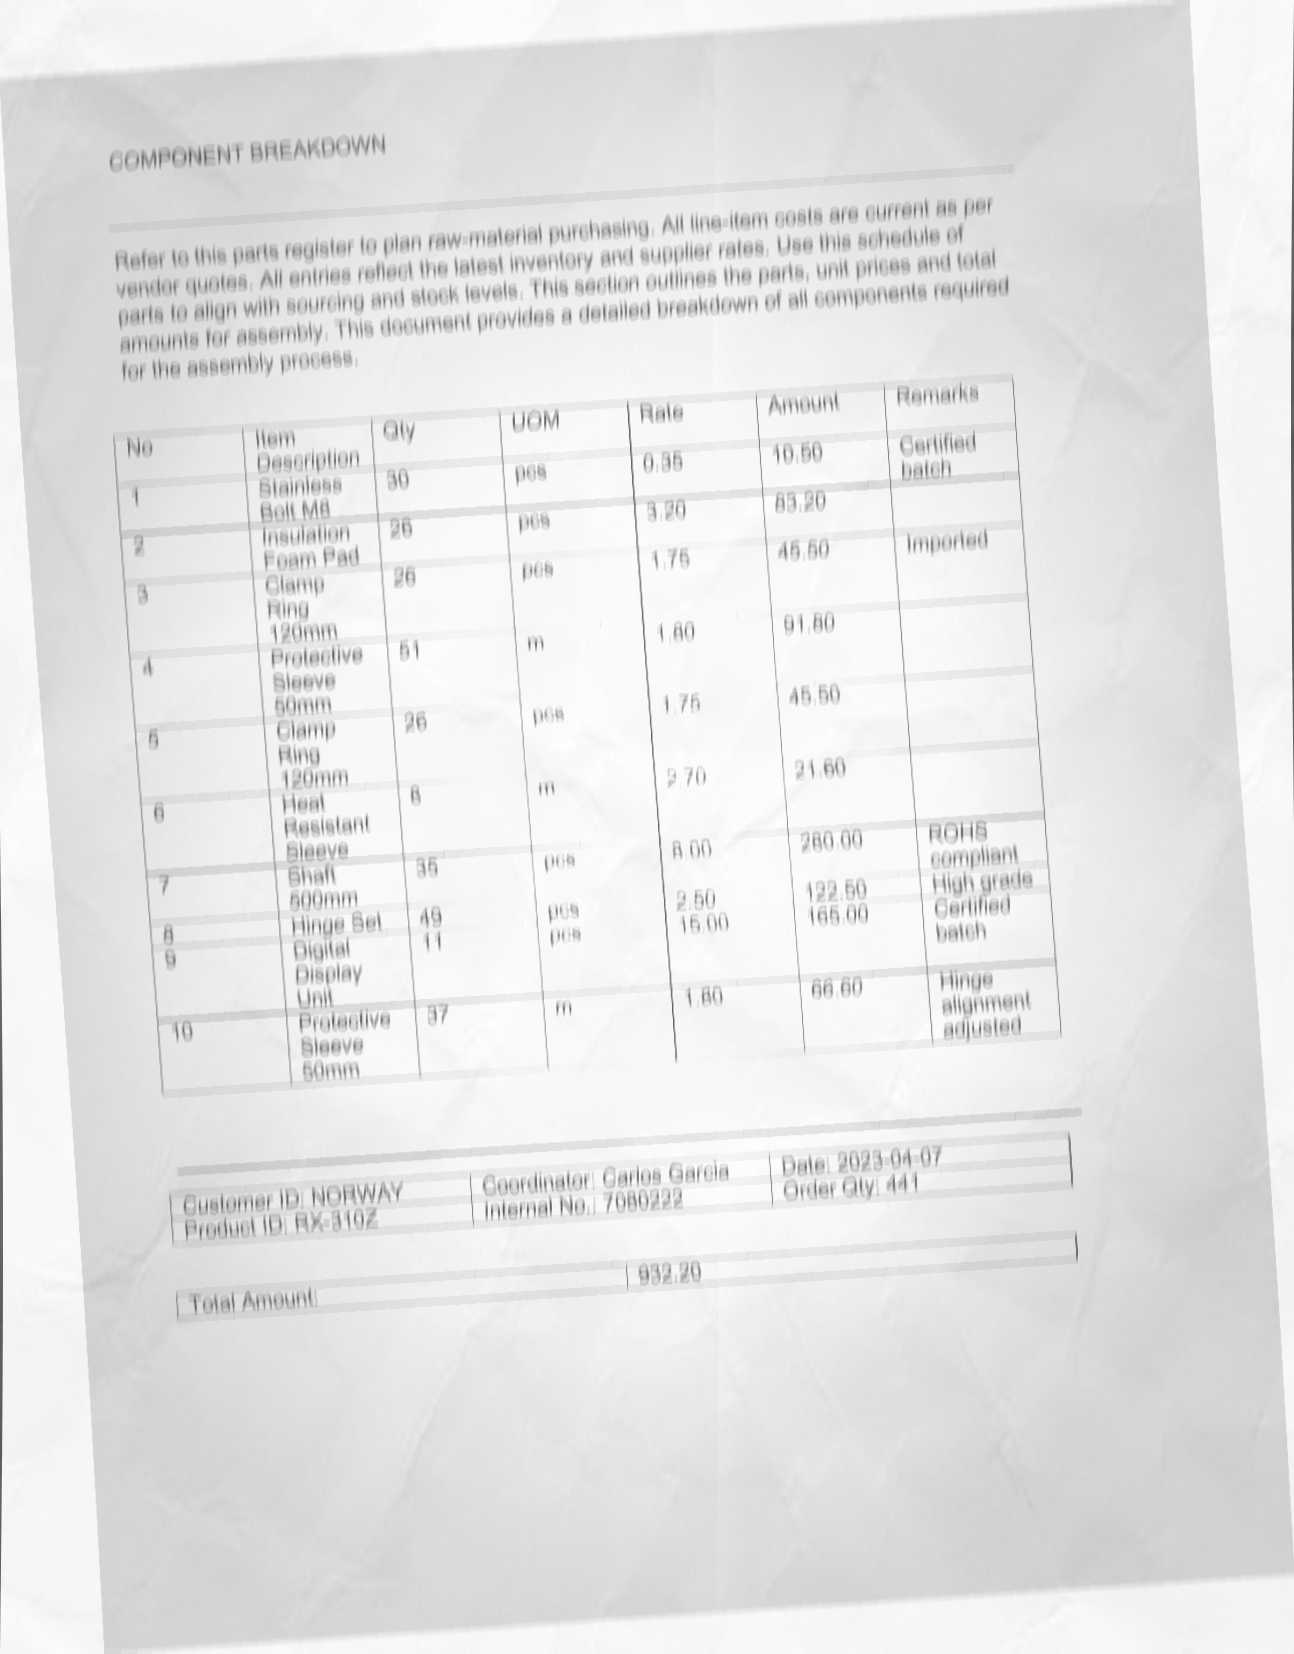 COMPONENT BREAKDOWN
Refer to this parts register to plan raw-material purchasing. All line-item costs are current as per
vendor quotes. All entries reflect the latest inventory and supplier rates. Use this schedule of
parts to align with sourcing and stock levels. This section outlines the parts, unit prices and total
amounts for assembly. This document provides a detailed breakdown of all components required
for the assembly process.
No Item Qty UOM Rate Amount Remarks
Description
1 Stainless 30 pcs 0.35 10.50 Certified
Bolt M8 batch
2 Insulation 26 pcs 3.20 83.20
Foam Pad
3 Clamp 26 pcs 1.75 45.50 Imported
Ring
120mm
4 Protective 51 m 1.80 91.80
Sleeve
50mm
5 Clamp 26 pcs 1.75 45.50
Ring
120mm
6 Heat 8 m 2.70 21.60
Resistant
Sleeve
7 Shaft 35 pcs 8.00 280.00 ROHS
500mm compliant
8 Hinge Set 49 pcs 2.50 122.50 High grade
9 Digital 11 pcs 15.00 165.00 Certified
Display batch
Unit
10 Protective 37 m 1.80 66.60 Hinge
Sleeve alignment
50mm adjusted
Customer ID: NORWAY Coordinator: Carlos Garcia Date: 2023-04-07
Product ID: RX-310Z Internal No.: 7080222 Order Qty: 441
Total Amount: 932.20